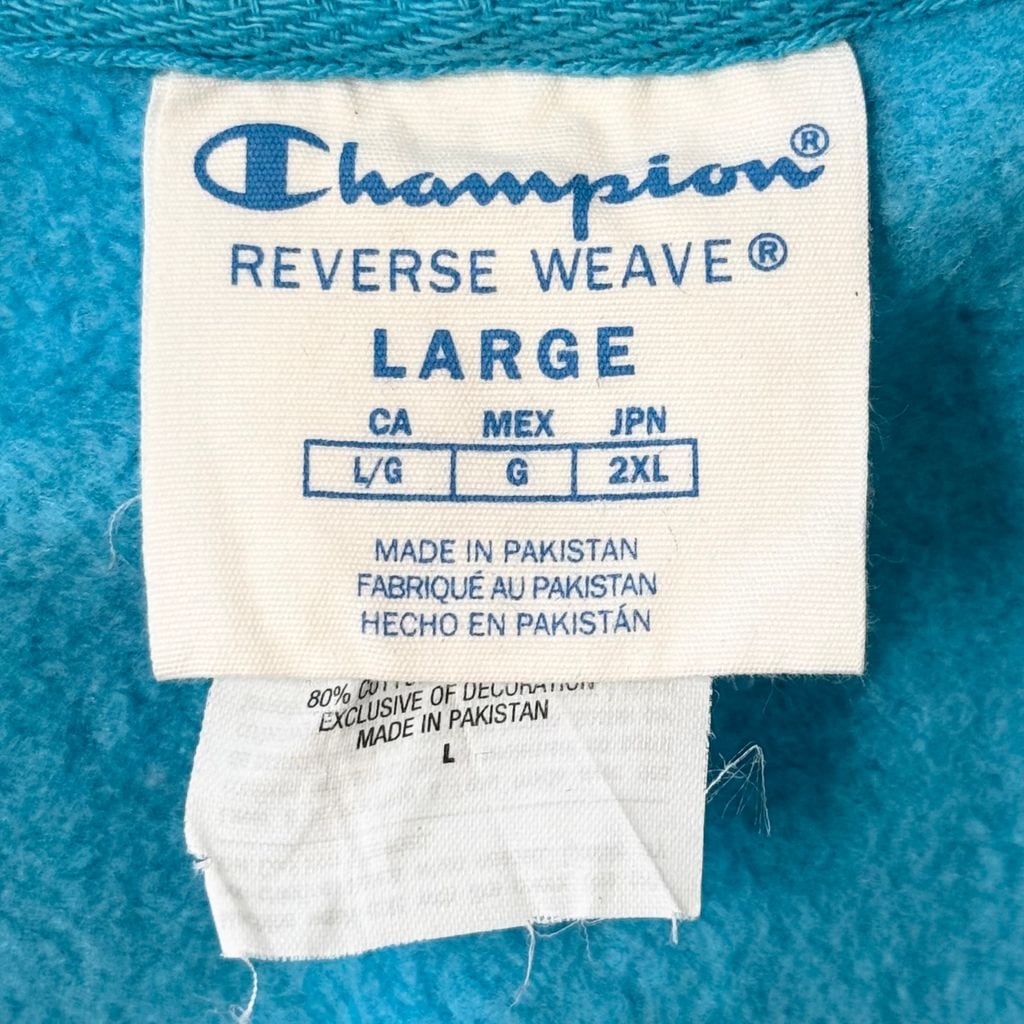 Champion®
REVERSE WEAVE®
LARGE
CA MEX JPN
L/G G 2XL
MADE IN PAKISTAN
FABRIQUÉ AU PAKISTAN
HECHO EN PAKISTÁN
80%
EXCLUSIVE OF DECORATION
MADE IN PAKISTAN
L